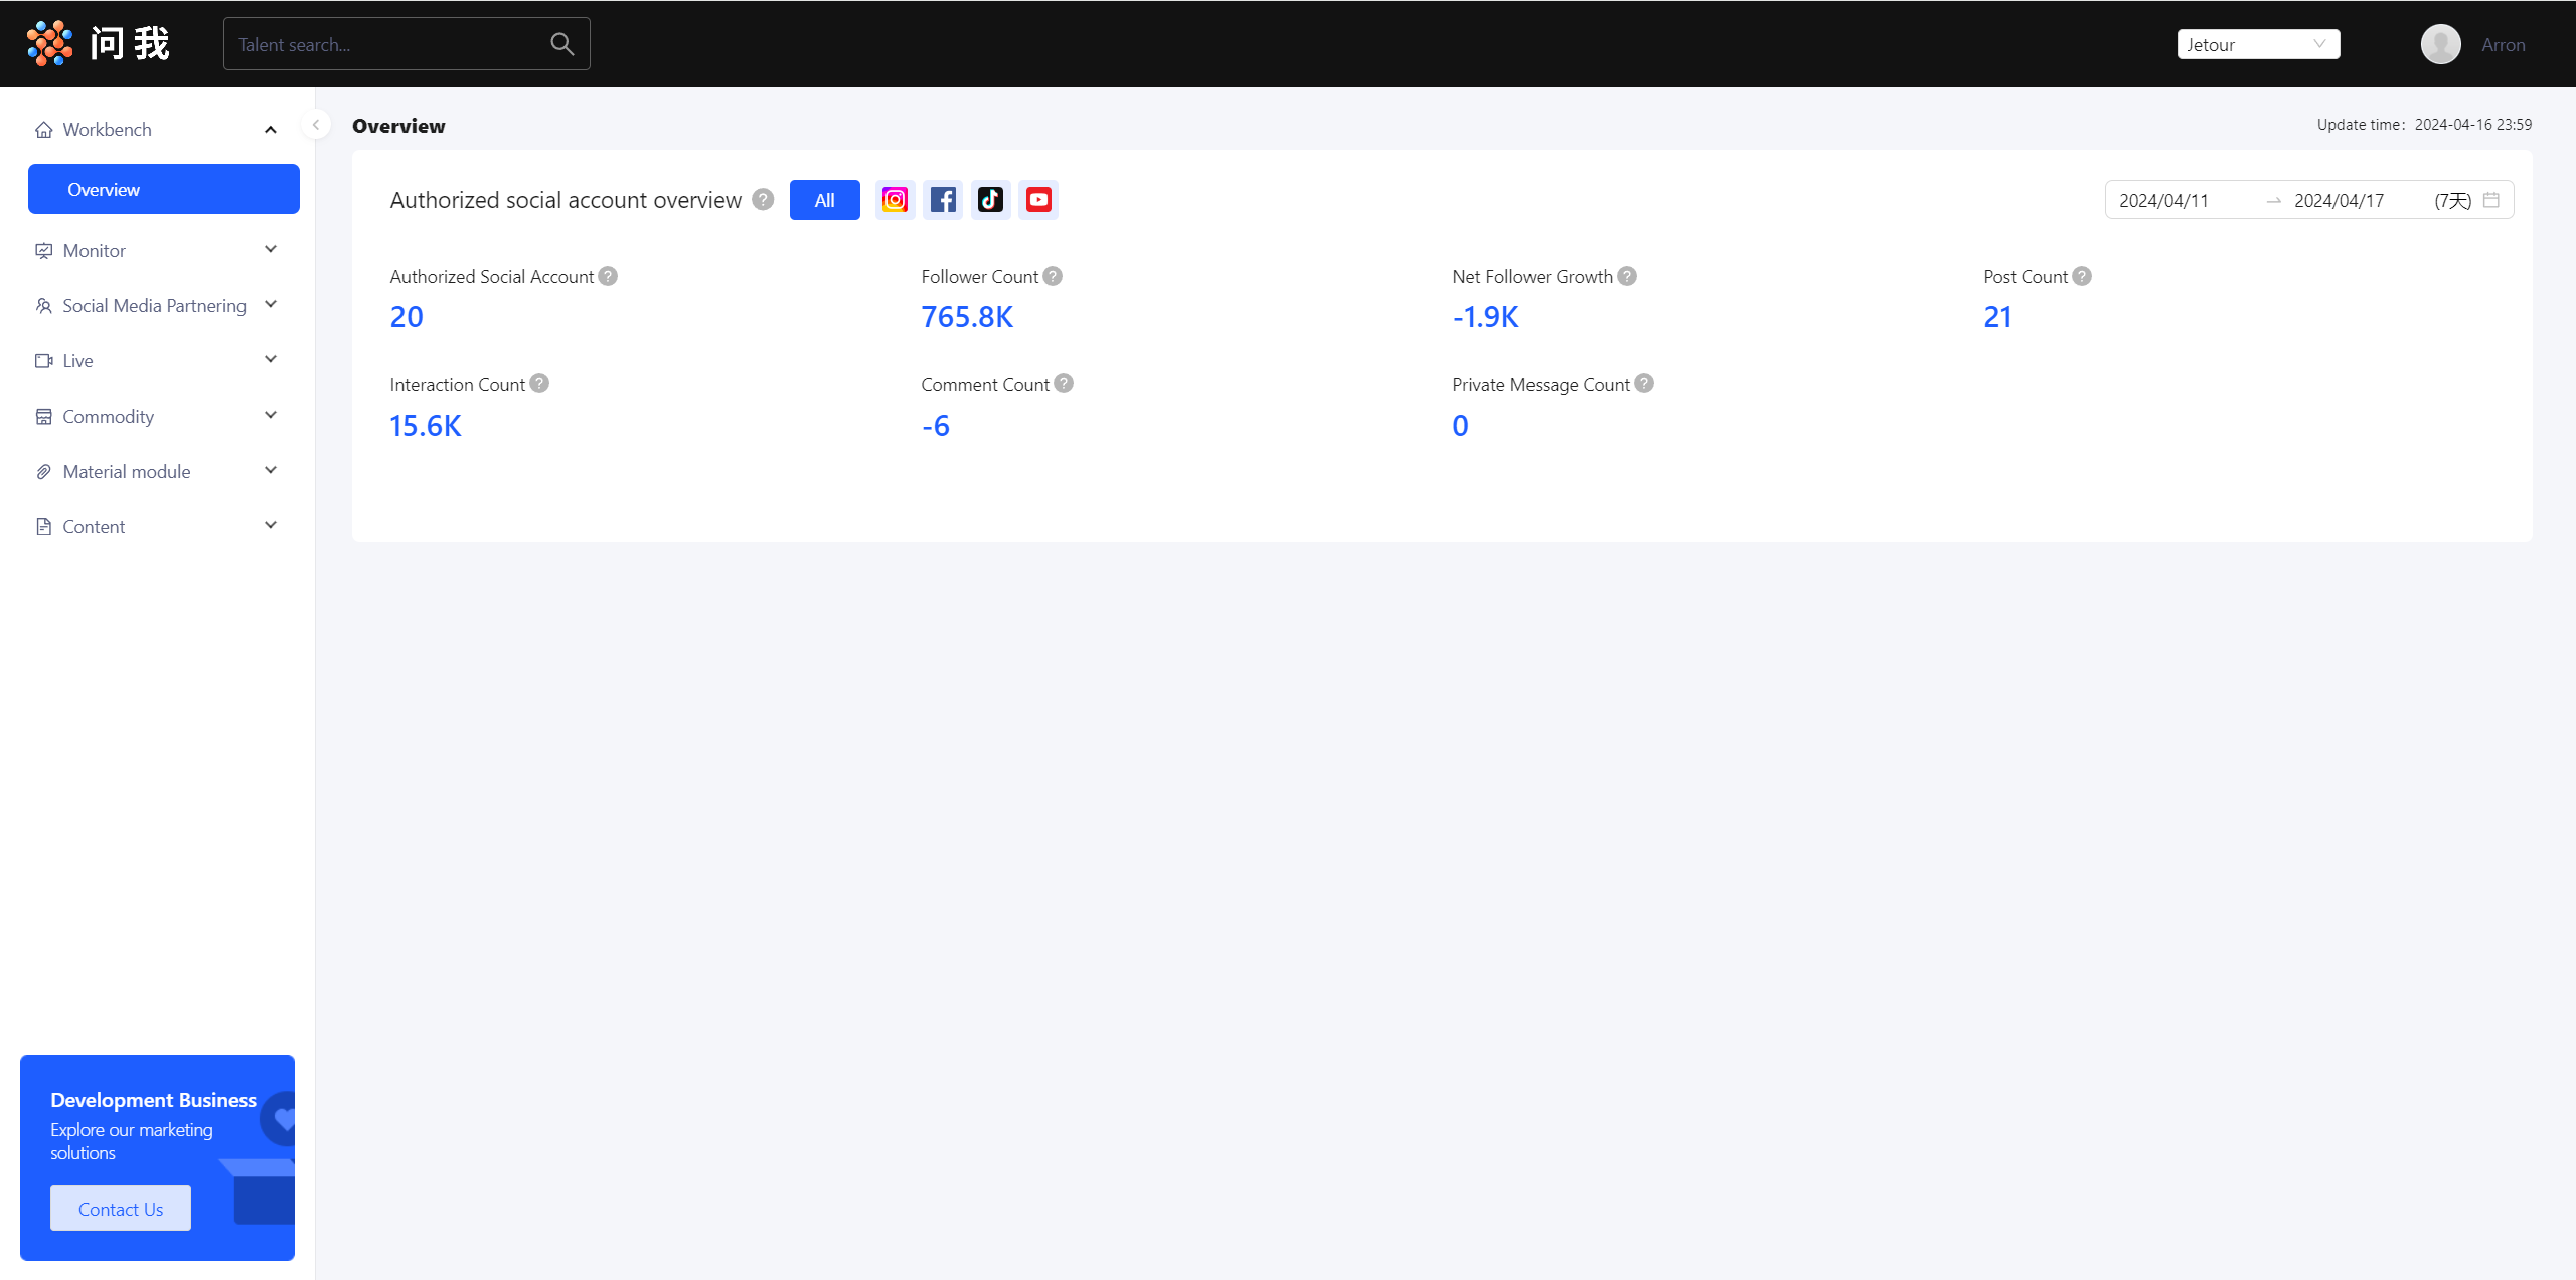 问我
Talent search...
Jetour
Arron
Workbench
Overview
Monitor
Social Media Partnering
Live
Commodity
Material module
Content
Development Business
Explore our marketing
solutions
Contact Us
Overview
Update time: 2024-04-16 23:59
Authorized social account overview ?
All
2024/04/11 → 2024/04/17 (7天)
Authorized Social Account ?
20
Follower Count ?
765.8K
Net Follower Growth ?
-1.9K
Post Count ?
21
Interaction Count ?
15.6K
Comment Count ?
-6
Private Message Count ?
0